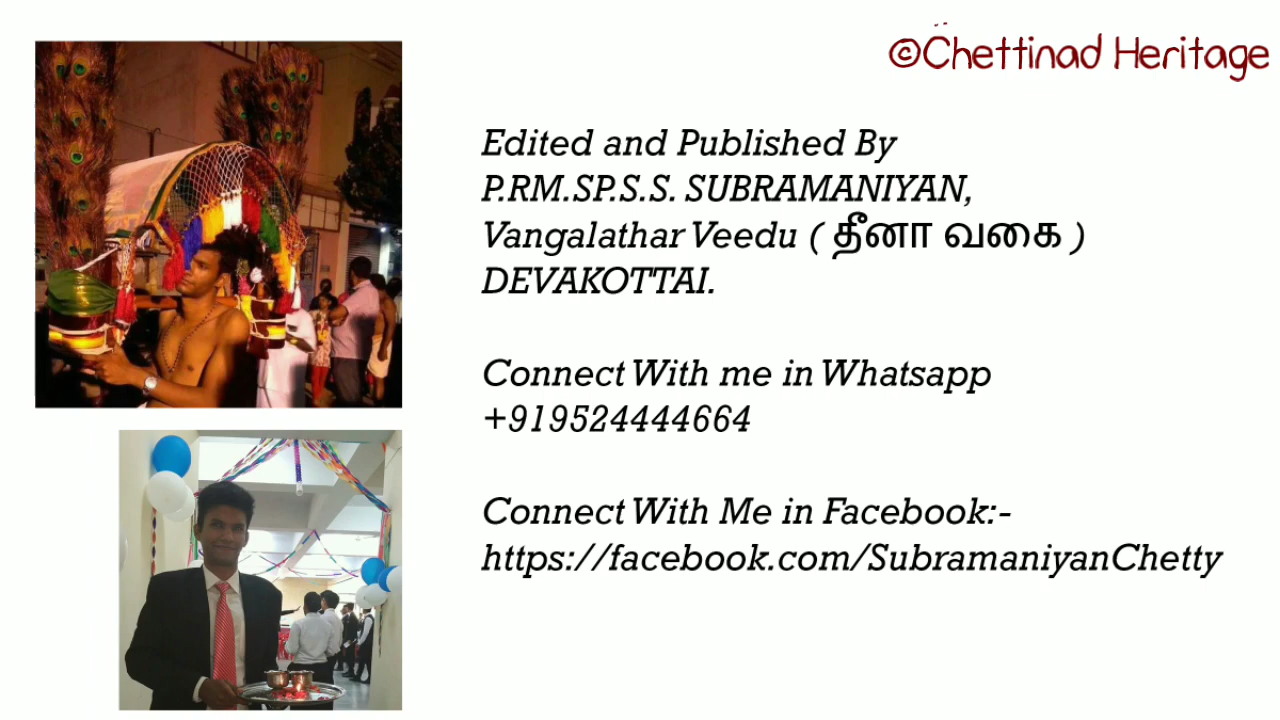 ©Chettinad Heritage
Edited and Published By
P.RM.SP.S.S. SUBRAMANIYAN,
Vangalathar Veedu ( தீனா வகை )
DEVAKOTTAI.
Connect With me in Whatsapp
+919524444664
Connect With Me in Facebook:-
https://facebook.com/SubramaniyanChetty